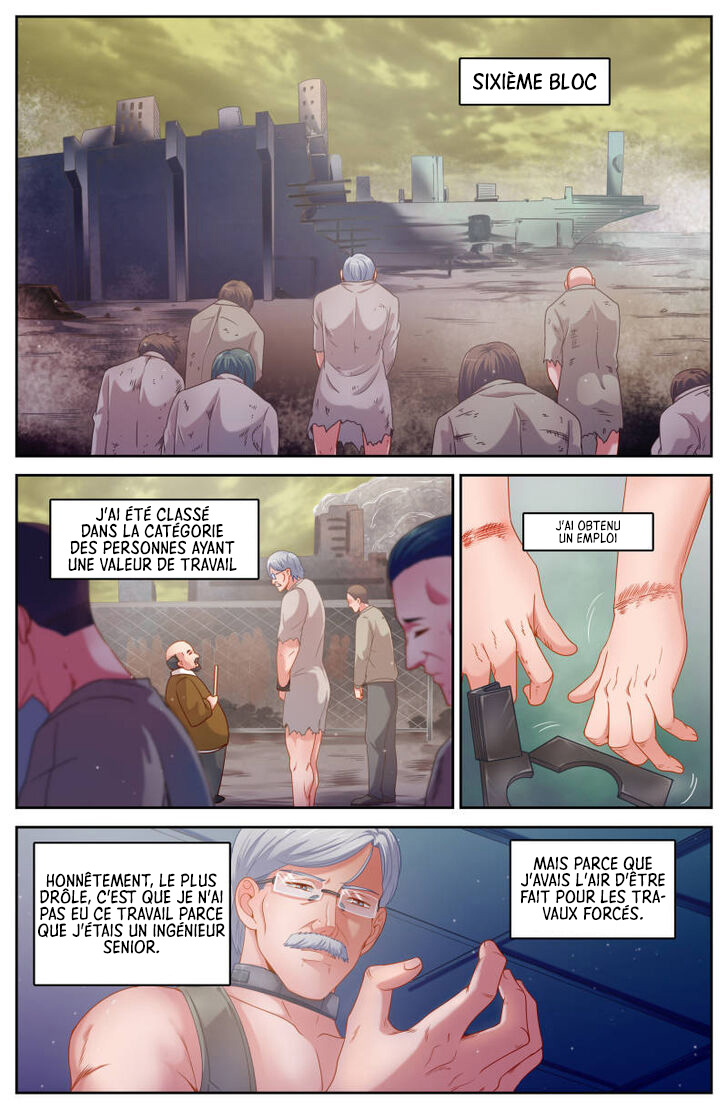 SIXIÈME BLOC
J'AI ÉTÉ CLASSÉ
DANS LA CATÉGORIE
DES PERSONNES AYANT
UNE VALEUR DE TRAVAIL
J'AI OBTENU
UN EMPLOI
HONNÊTEMENT, LE PLUS
DRÔLE, C'EST QUE JE N'AI
PAS EU CE TRAVAIL PARCE
QUE J'ÉTAIS UN INGÉNIEUR
SENIOR.
MAIS PARCE QUE
J'AVAIS L'AIR D'ÊTRE
FAIT POUR LES TRA-
VAUX FORCÉS.